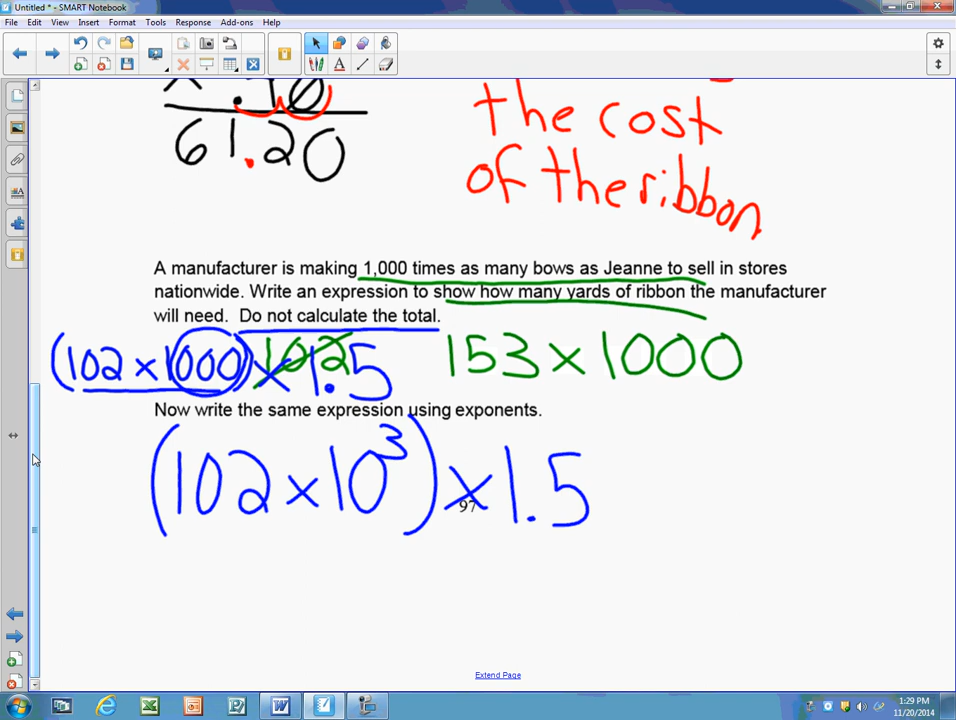 Untitled * - SMART Notebook
File Edit View Insert Format Tools Response Add-ons Help
61.20
the cost
of the ribbon
A manufacturer is making 1,000 times as many bows as Jeanne to sell in stores
nationwide. Write an expression to show how many yards of ribbon the manufacturer
will need. Do not calculate the total.
(102 x 1000) 102 x 1.5 153 x 1000
Now write the same expression using exponents.
(102 x 10³) x 1.5
97
Extend Page
1:29 PM
11/20/2014